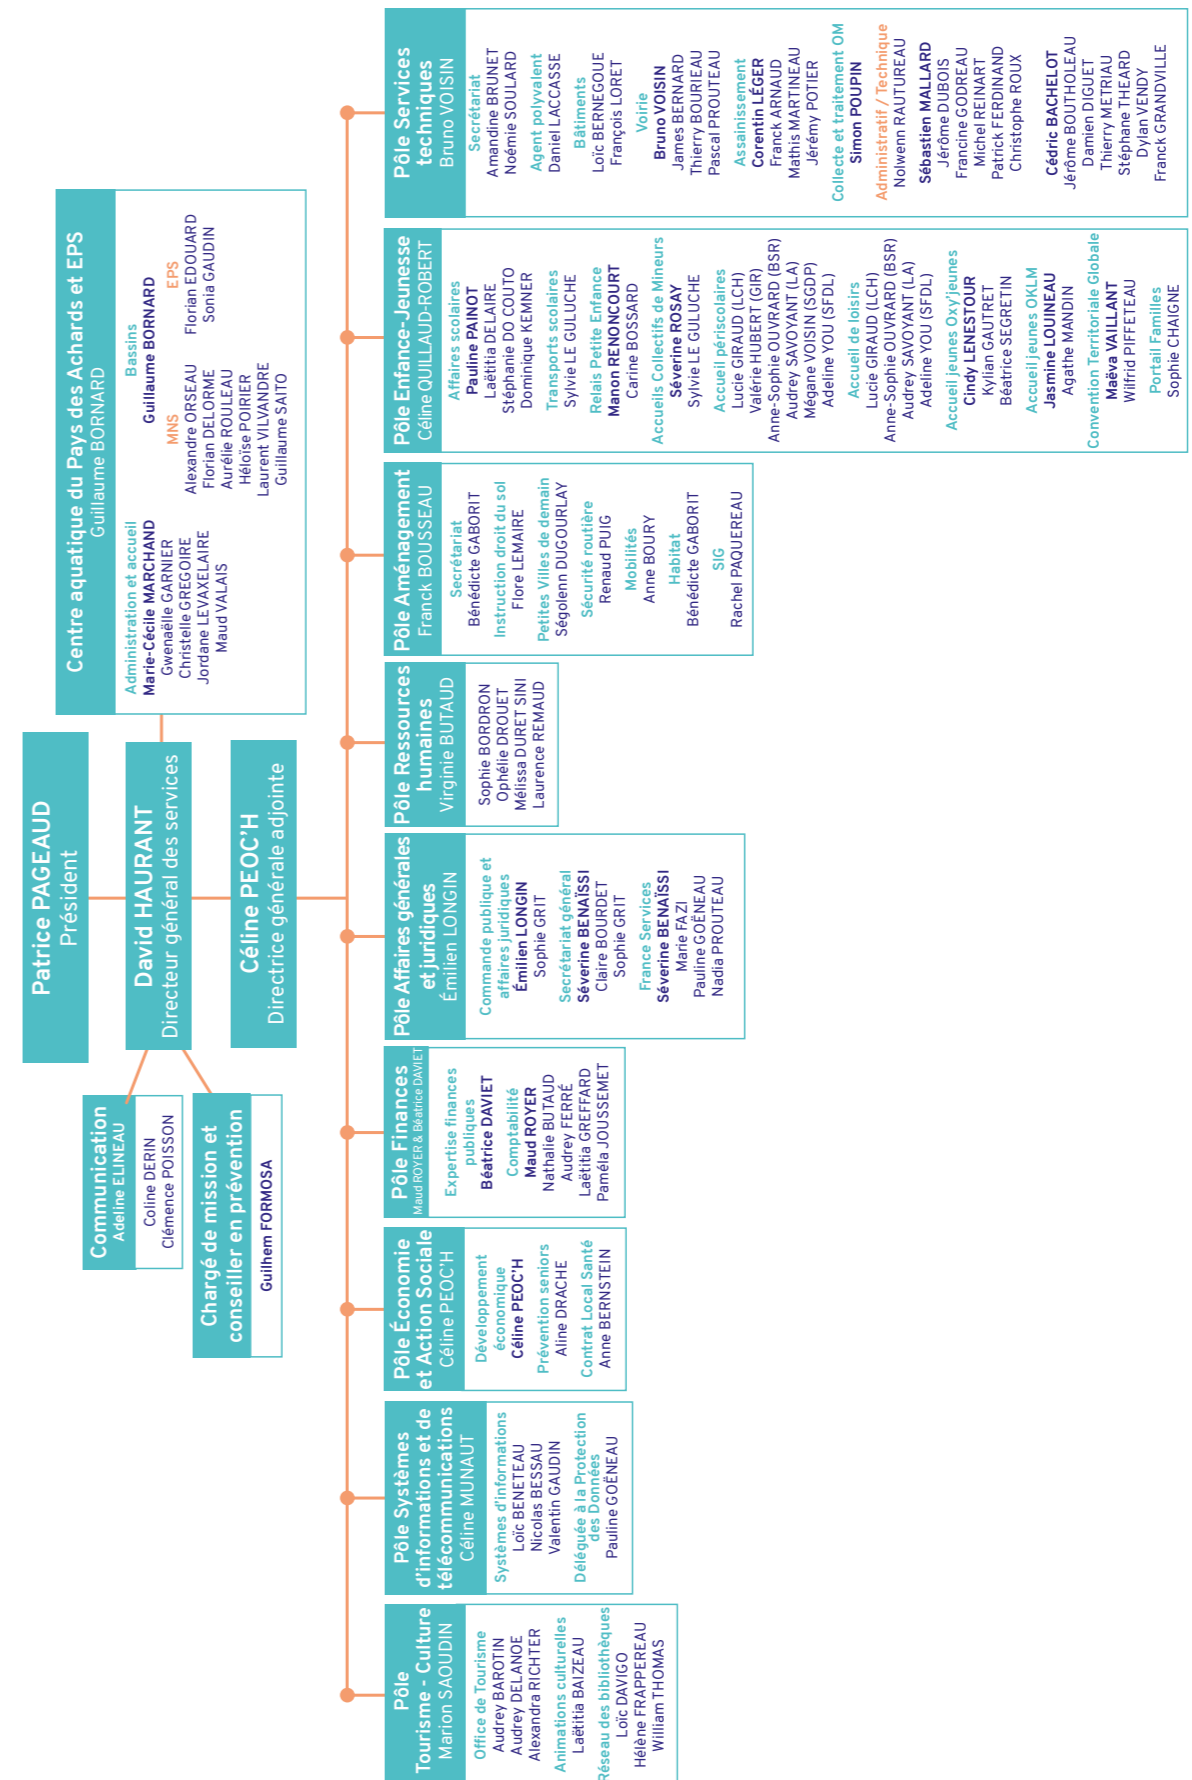 Patrice PAGEAUD
Président
David HAURANT
Directeur général des services
Céline PEOC'H
Directrice générale adjointe
Communication
Adeline ELINEAU
Coline DERIN
Clémence POISSON
Chargé de mission et
conseiller en prévention
Guilhem FORMOSA
Centre aquatique du Pays des Achards et EPS
Guillaume BORNARD
Administration et accueil
Marie-Cécile MARCHAND
Gwenaëlle GARNIER
Christelle GREGOIRE
Jordane LEVAXELAIRE
Maud VALAIS
Bassins
Guillaume BORNARD
MNS
Alexandre ORSEAU
Florian DELORME
Aurélie ROULEAU
Héloïse POIRIER
Laurent VILVANDRE
Guillaume SAITO
EPS
Florian EDOUARD
Sonia GAUDIN
Pôle
Tourisme - Culture
Marion SAOUDIN
Office de Tourisme
Audrey BAROTIN
Audrey DELANOE
Alexandra RICHTER
Animations culturelles
Laëtitia BAIZEAU
Réseau des bibliothèques
Loïc DAVIGO
Hélène FRAPPEREAU
William THOMAS
Pôle Systèmes
d'informations et de
télécommunications
Céline MUNAUT
Systèmes d'informations
Loïc BENETEAU
Nicolas BESSAU
Valentin GAUDIN
Déléguée à la Protection
des Données
Pauline GOËNEAU
Pôle Économie
et Action Sociale
Céline PEOC'H
Développement
économique
Céline PEOC'H
Prévention seniors
Aline DRACHE
Contrat Local Santé
Anne BERNSTEIN
Pôle Finances
Maud ROYER & Béatrice DAVIET
Expertise finances
publiques
Béatrice DAVIET
Comptabilité
Maud ROYER
Nathalie BUTAUD
Audrey FERRÉ
Laëtitia GREFFARD
Paméla JOUSSEMET
Pôle Affaires générales
et juridiques
Émilien LONGIN
Commande publique et
affaires juridiques
Émilien LONGIN
Sophie GRIT
Secrétariat général
Séverine BENAÏSSI
Claire BOURDET
Sophie GRIT
France Services
Séverine BENAÏSSI
Marie FAZI
Pauline GOËNEAU
Nadia PROUTEAU
Pôle Ressources
humaines
Virginie BUTAUD
Sophie BORDRON
Ophélie DROUET
Mélissa DURET SINI
Laurence REMAUD
Pôle Aménagement
Franck BOUSSEAU
Secrétariat
Bénédicte GABORIT
Instruction droit du sol
Flore LEMAIRE
Petites Villes de demain
Ségolenn DUGOURLAY
Sécurité routière
Renaud PUIG
Mobilités
Anne BOURY
Habitat
Bénédicte GABORIT
SIG
Rachel PAQUEREAU
Pôle Enfance-Jeunesse
Céline QUILLAUD-ROBERT
Affaires scolaires
Pauline PAINOT
Laëtitia DELAIRE
Stéphanie DO COUTO
Dominique KEMNER
Transports scolaires
Sylvie LE GULUCHE
Relais Petite Enfance
Manon RENONCOURT
Carine BOSSARD
Accueils Collectifs de Mineurs
Séverine ROSAY
Sylvie LE GULUCHE
Accueil périscolaires
Lucie GIRAUD (LCH)
Valérie HUBERT (GIR)
Anne-Sophie OUVRARD (BSR)
Audrey SAVOYANT (LA)
Mégane VOISIN (SGDP)
Adeline YOU (SFDL)
Accueil de loisirs
Lucie GIRAUD (LCH)
Anne-Sophie OUVRARD (BSR)
Audrey SAVOYANT (LA)
Adeline YOU (SFDL)
Accueil jeunes Oxy'jeunes
Cindy LENESTOUR
Kylian GAUTRET
Béatrice SEGRETIN
Accueil jeunes OKLM
Jasmine LOUINEAU
Agathe MANDIN
Convention Territoriale Globale
Maëva VAILLANT
Wilfrid PIFFETEAU
Portail Familles
Sophie CHAIGNE
Pôle Services
techniques
Bruno VOISIN
Secrétariat
Amandine BRUNET
Noémie SOULARD
Agent polyvalent
Daniel LACCASSE
Bâtiments
Loïc BERNEGOUE
François LORET
Voirie
Bruno VOISIN
James BERNARD
Thierry BOURIEAU
Pascal PROUTEAU
Assainissement
Corentin LÉGER
Franck ARNAUD
Mathis MARTINEAU
Jérémy POTIER
Collecte et traitement OM
Simon POUPIN
Administratif / Technique
Nolwenn RAUTUREAU
Sébastien MALLARD
Jérôme DUBOIS
Francine GODREAU
Michel REINART
Patrick FERDINAND
Christophe ROUX
Cédric BACHELOT
Jérôme BOUTHOLEAU
Damien DIGUET
Thierry METRIAU
Stéphane THEARD
Dylan VENDY
Franck GRANDVILLE